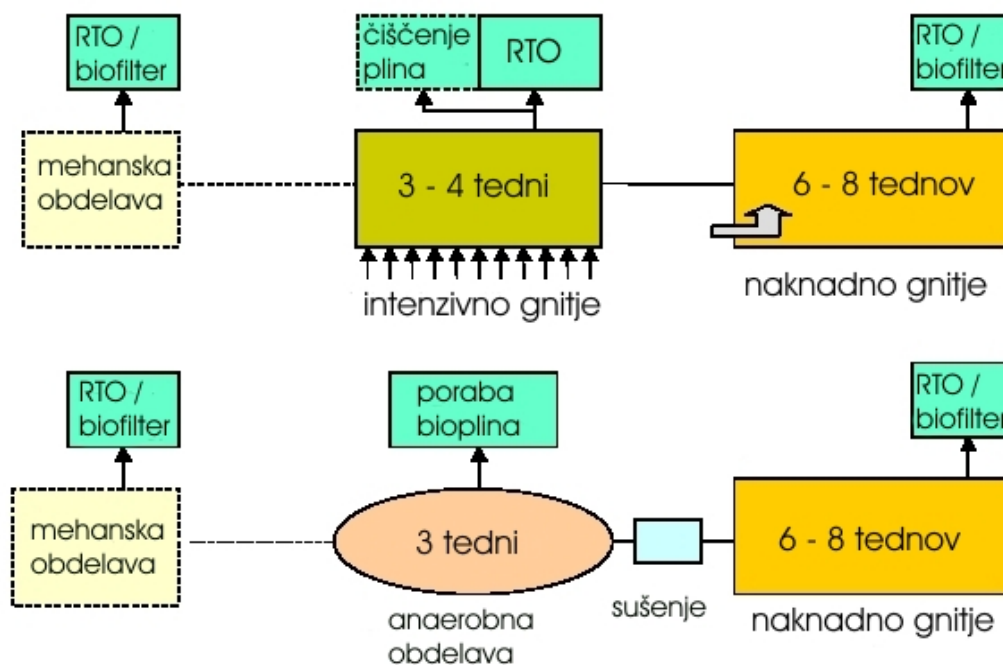 RTO /
biofilter
čiščenje
plina
RTO
RTO /
biofilter
mehanska
obdelava
3 - 4 tedni
6 - 8 tednov
intenzivno gnitje
naknadno gnitje
RTO /
biofilter
poraba
bioplina
RTO /
biofilter
mehanska
obdelava
3 tedni
6 - 8 tednov
anaerobna
obdelava
sušenje
naknadno gnitje